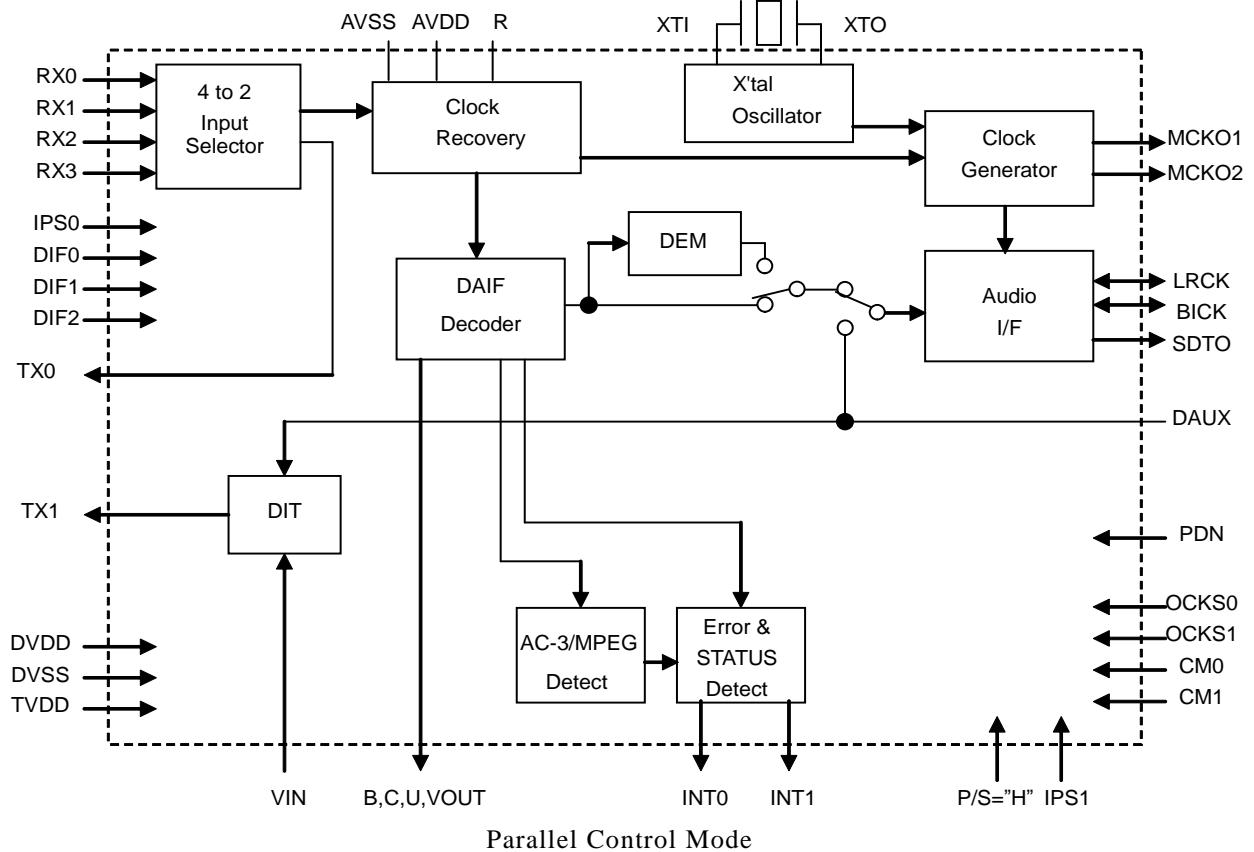 AVSS AVDD R
XTI XTO
RX0
RX1
RX2
RX3
4 to 2
Input
Selector
Clock
Recovery
X'tal
Oscillator
Clock
Generator
MCKO1
MCKO2
IPS0
DIF0
DIF1
DIF2
DEM
DAIF
Decoder
Audio
I/F
LRCK
BICK
SDTO
TX0
DAUX
TX1
DIT
PDN
OCKS0
OCKS1
CM0
CM1
AC-3/MPEG
Detect
Error &
STATUS
Detect
DVDD
DVSS
TVDD
VIN
B,C,U,VOUT
INT0
INT1
P/S=”H”
IPS1
Parallel Control Mode